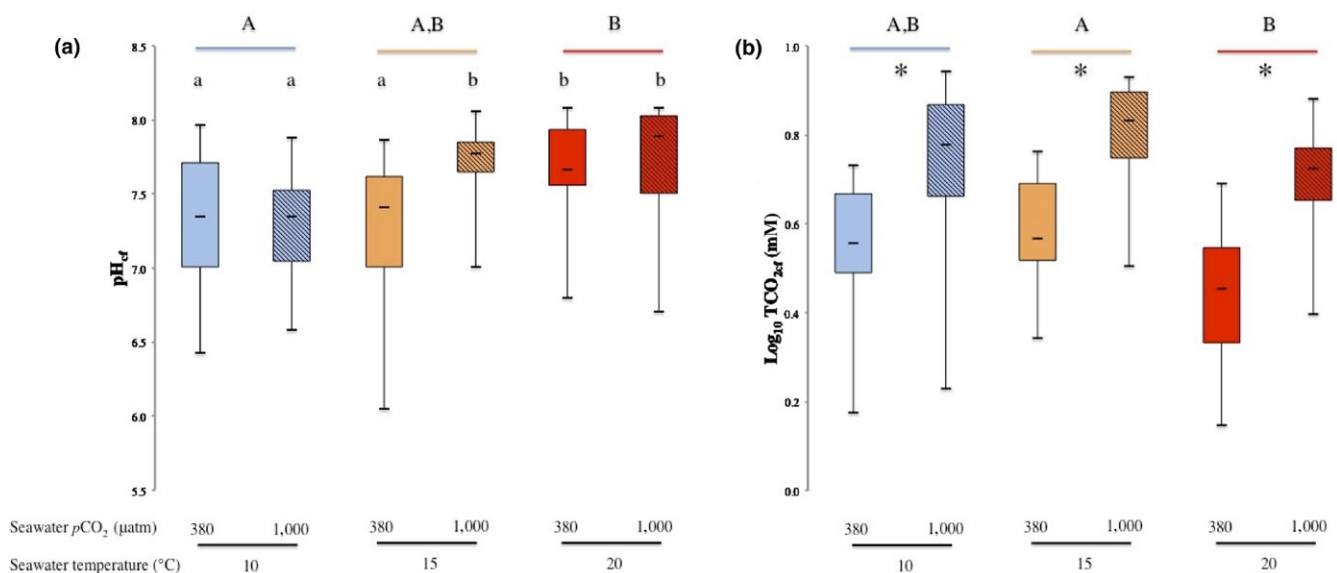 A A,B B A,B A B
(a) 8.5 (b) 1.0
* * *
a a a b b b
8.0 0.8
7.5 0.6
pH_cf 7.0 Log₁₀ TCO₂cf (mM) 0.4
6.5
6.0 0.2
5.5 0.0
Seawater pCO₂ (µatm) 380 1,000 380 1,000 380 1,000 380 1,000 380 1,000 380 1,000
Seawater temperature (°C) 10 15 20 10 15 20